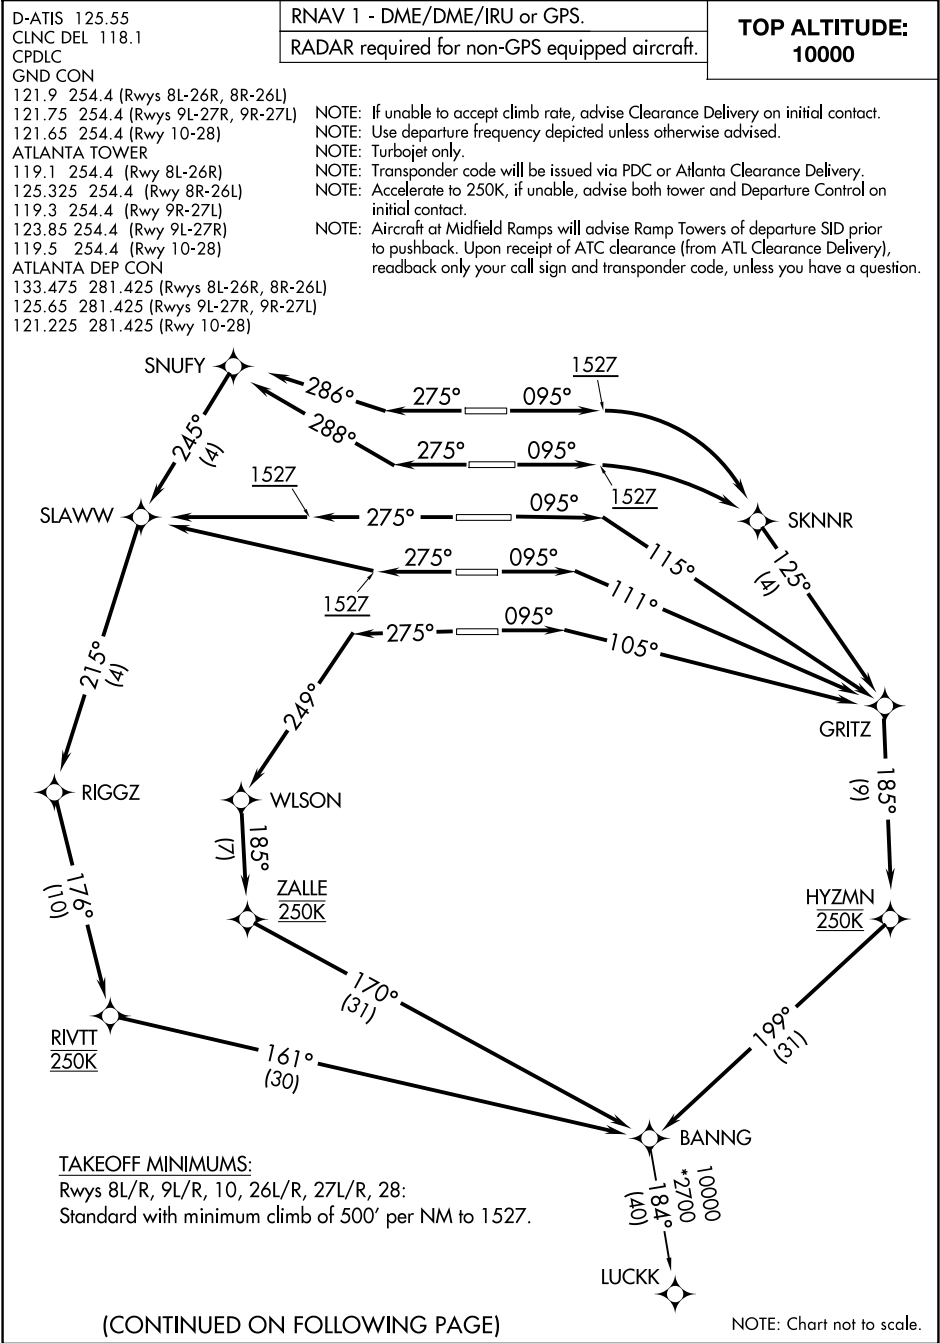 D-ATIS 125.55
CLNC DEL 118.1
CPDLC
GND CON
121.9 254.4 (Rwys 8L-26R, 8R-26L)
121.75 254.4 (Rwys 9L-27R, 9R-27L)
121.65 254.4 (Rwy 10-28)
ATLANTA TOWER
119.1 254.4 (Rwy 8L-26R)
125.325 254.4 (Rwy 8R-26L)
119.3 254.4 (Rwy 9R-27L)
123.85 254.4 (Rwy 9L-27R)
119.5 254.4 (Rwy 10-28)
ATLANTA DEP CON
133.475 281.425 (Rwys 8L-26R, 8R-26L)
125.65 281.425 (Rwys 9L-27R, 9R-27L)
121.225 281.425 (Rwy 10-28)
RNAV 1 - DME/DME/IRU or GPS.
RADAR required for non-GPS equipped aircraft.
TOP ALTITUDE:
10000
NOTE: If unable to accept climb rate, advise Clearance Delivery on initial contact.
NOTE: Use departure frequency depicted unless otherwise advised.
NOTE: Turbojet only.
NOTE: Transponder code will be issued via PDC or Atlanta Clearance Delivery.
NOTE: Accelerate to 250K, if unable, advise both tower and Departure Control on
initial contact.
NOTE: Aircraft at Midfield Ramps will advise Ramp Towers of departure SID prior
to pushback. Upon receipt of ATC clearance (from ATL Clearance Delivery),
readback only your call sign and transponder code, unless you have a question.
SNUFY
286°
275°
095°
1527
288°
275°
095°
1527
245°
(4)
SLAWW
1527
275°
095°
SKNNR
115°
125°
(4)
275°
095°
1527
111°
275°
095°
105°
215°
(4)
249°
GRITZ
RIGGZ
WLSON
185°
(9)
185°
(7)
176°
(10)
ZALLE
250K
HYZMN
250K
170°
(31)
RIVTT
250K
161°
(30)
199°
(31)
BANNG
10000
*2700
184°
(40)
LUCKK
TAKEOFF MINIMUMS:
Rwys 8L/R, 9L/R, 10, 26L/R, 27L/R, 28:
Standard with minimum climb of 500' per NM to 1527.
(CONTINUED ON FOLLOWING PAGE)
NOTE: Chart not to scale.